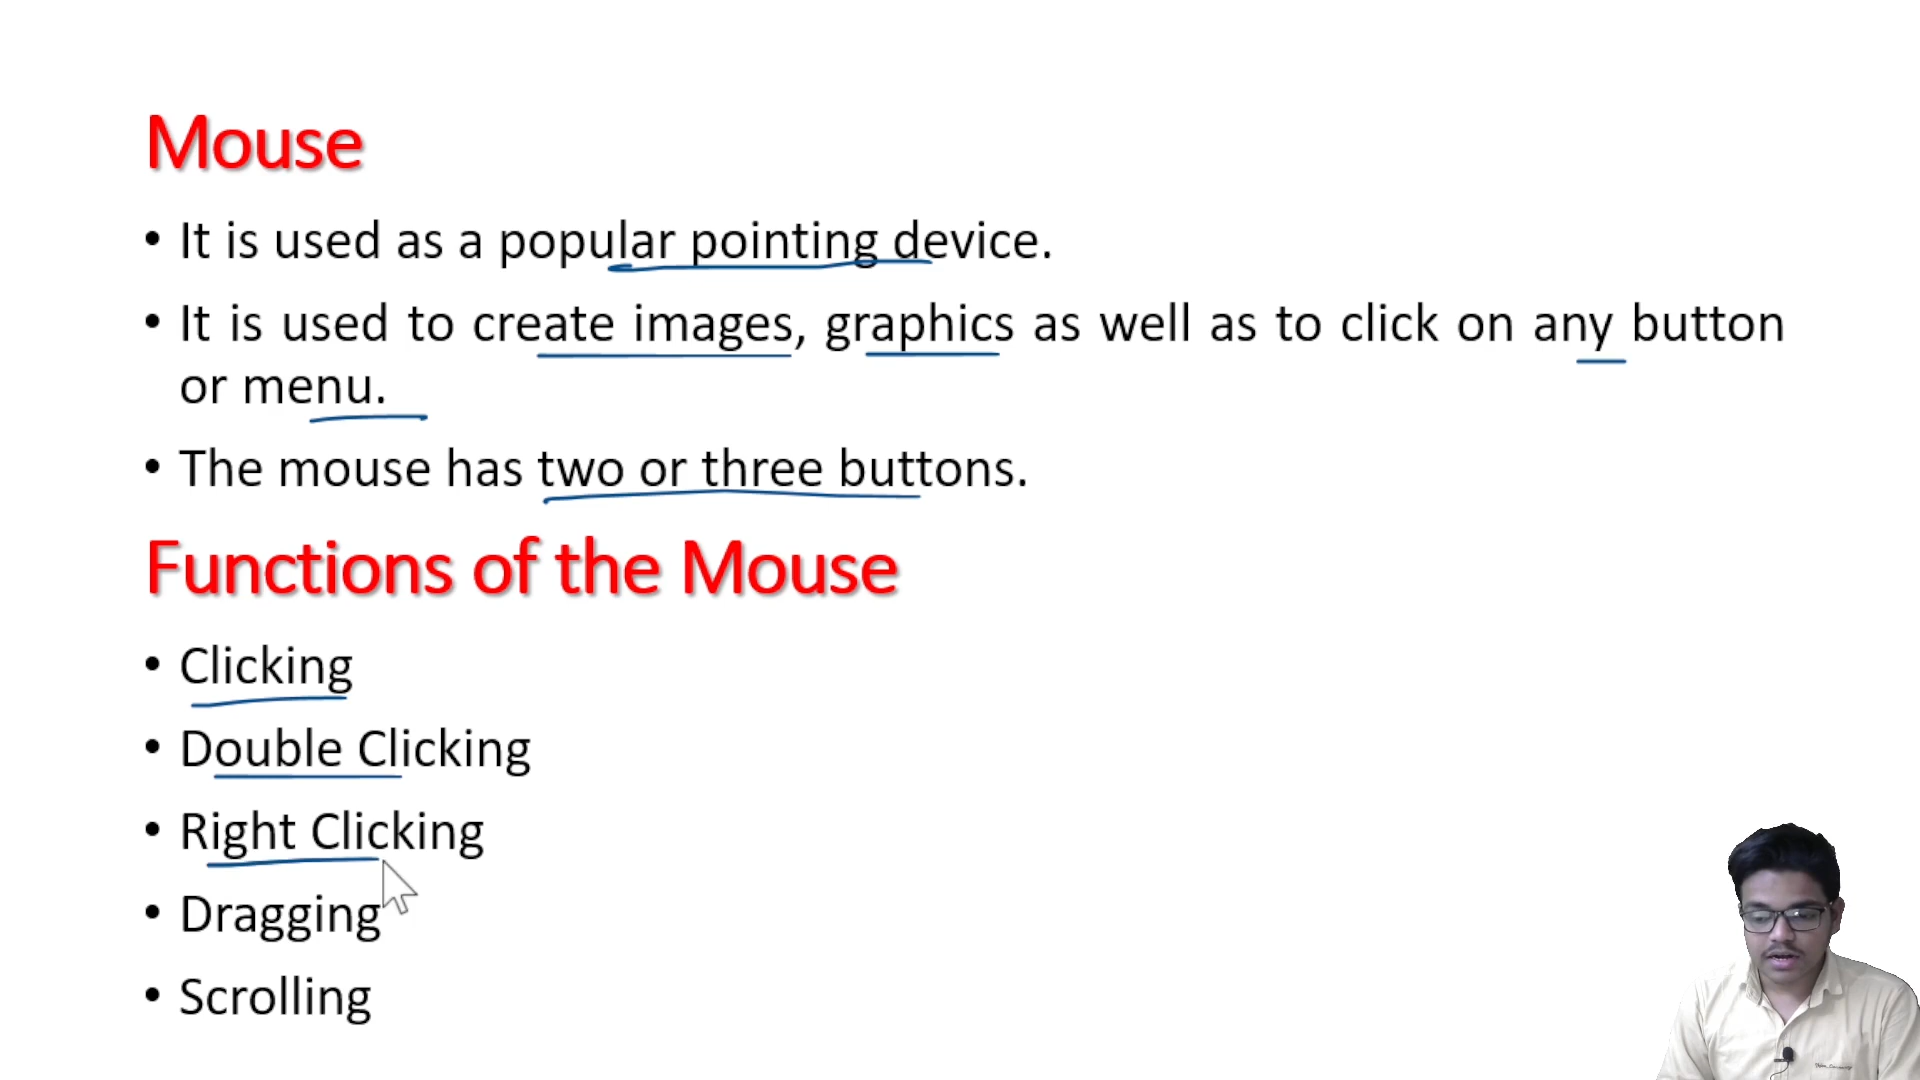 Mouse
• It is used as a popular pointing device.
• It is used to create images, graphics as well as to click on any button
or menu.
• The mouse has two or three buttons.
Functions of the Mouse
• Clicking
• Double Clicking
• Right Clicking
• Dragging
• Scrolling